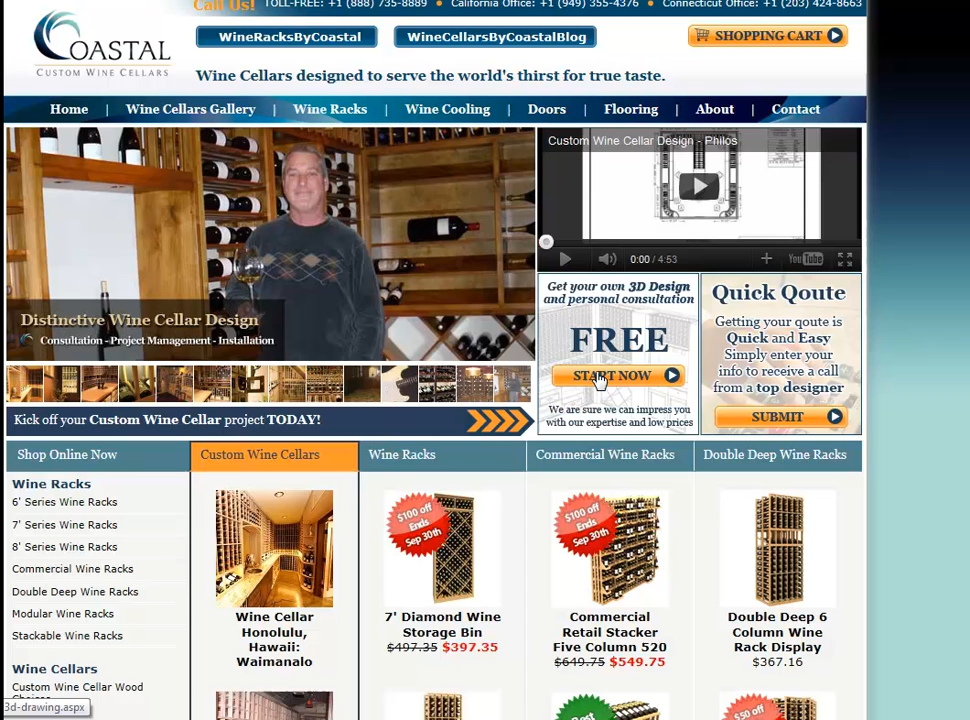 Call Us! TOLL-FREE: +1 (888) 735-8889 • California Office: +1 (949) 355-4376 • Connecticut Office: +1 (203) 424-8663
COASTAL
CUSTOM WINE CELLARS
WineRacksByCoastal
WineCellarsByCoastalBlog
SHOPPING CART
Wine Cellars designed to serve the world's thirst for true taste.
Home | Wine Cellars Gallery | Wine Racks | Wine Cooling | Doors | Flooring | About | Contact
Custom Wine Cellar Design - Philos
0:00 / 4:53
YouTube
Distinctive Wine Cellar Design
Consultation - Project Management - Installation
Get your own 3D Design
and personal consultation
FREE
START NOW
We are sure we can impress you
with our expertise and low prices
Quick Qoute
Getting your qoute is
Quick and Easy
Simply enter your
info to receive a call
from a top designer
SUBMIT
Kick off your Custom Wine Cellar project TODAY!
Shop Online Now
Custom Wine Cellars
Wine Racks
Commercial Wine Racks
Double Deep Wine Racks
Wine Racks
6' Series Wine Racks
7' Series Wine Racks
8' Series Wine Racks
Commercial Wine Racks
Double Deep Wine Racks
Modular Wine Racks
Stackable Wine Racks
Wine Cellars
Custom Wine Cellar Wood
3d-drawing.aspx
Wine Cellar
Honolulu,
Hawaii:
Waimanalo
$100 off
Ends
Sep 30th
7' Diamond Wine
Storage Bin
$497.35 $397.35
$100 off
Ends
Sep 30th
Commercial
Retail Stacker
Five Column 520
$649.75 $549.75
Double Deep 6
Column Wine
Rack Display
$367.16
Best
$50 off